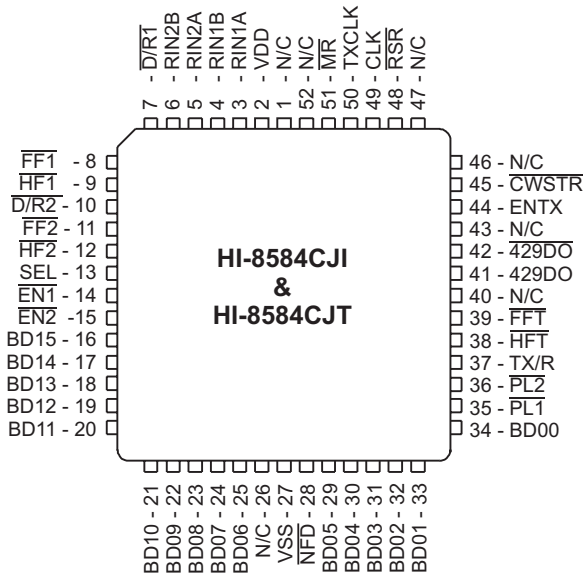 7 - D/R1
6 - RIN2B
5 - RIN2A
4 - RIN1B
3 - RIN1A
2 - VDD
1 - N/C
52 - N/C
51 - MR
50 - TXCLK
49 - CLK
48 - RSR
47 - N/C
FF1 - 8
HF1 - 9
D/R2 - 10
FF2 - 11
HF2 - 12
SEL - 13
EN1 - 14
EN2 -15
BD15 - 16
BD14 - 17
BD13 - 18
BD12 - 19
BD11 - 20
HI-8584CJI
&
HI-8584CJT
46 - N/C
45 - CWSTR
44 - ENTX
43 - N/C
42 - 429DO
41 - 429DO
40 - N/C
39 - FFT
38 - HFT
37 - TX/R
36 - PL2
35 - PL1
34 - BD00
BD10 - 21
BD09 - 22
BD08 - 23
BD07 - 24
BD06 - 25
N/C - 26
VSS - 27
NFD - 28
BD05 - 29
BD04 - 30
BD03 - 31
BD02 - 32
BD01 - 33